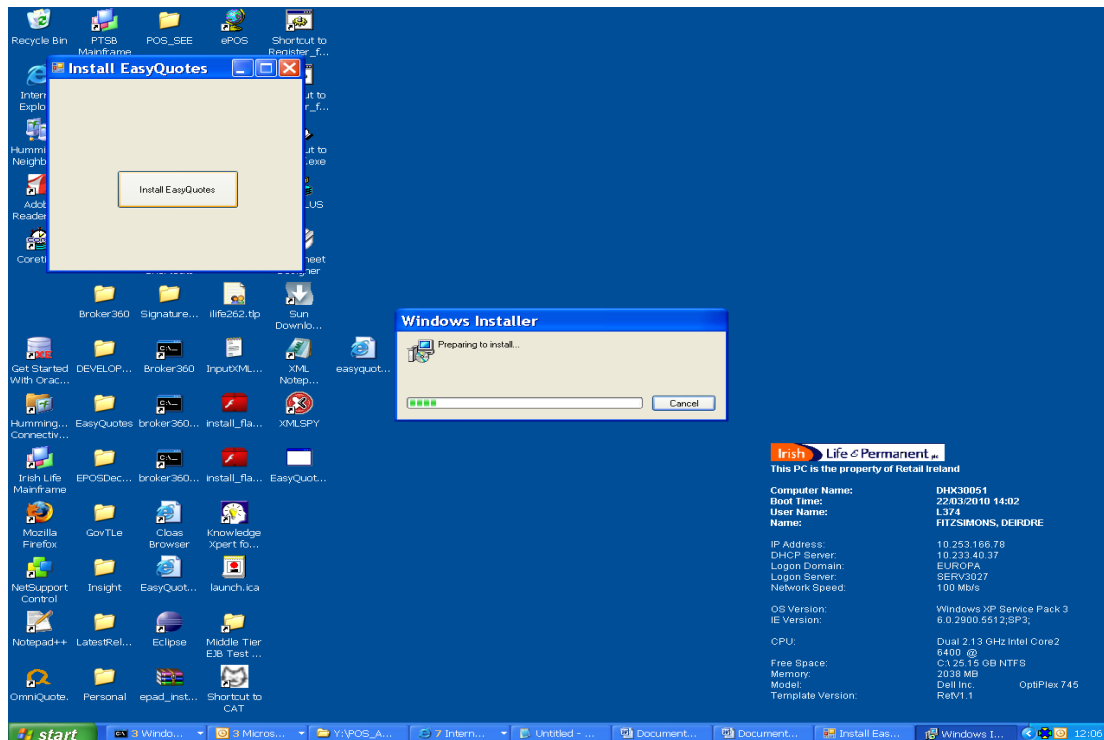 Recycle Bin
PTSB Mainframe
POS_SEE
ePOS
Shortcut to Register_f...
Install EasyQuotes
Install EasyQuotes
Broker360
Signature...
ilife262.tlp
Sun Downlo...
Get Started With Orac...
DEVELOP...
Broker360
InputXML...
XML Notep...
easyquot...
Humming... Connectiv...
EasyQuotes
broker360...
install_fla...
XMLSPY
Irish Life Mainframe
EPOSDec...
broker360...
install_fla...
EasyQuot...
Mozilla Firefox
GovTLe
Cloas Browser
Knowledge Xpert fo...
NetSupport Control
Insight
EasyQuot...
launch.ica
Notepad++
LatestRel...
Eclipse
Middle Tier EJB Test ...
OmniQuote.
Personal
epad_inst...
Shortcut to CAT
Windows Installer
Preparing to install...
Cancel
Irish Life & Permanent plc
This PC is the property of Retail Ireland
Computer Name: DHX30051
Boot Time: 22/03/2010 14:02
User Name: L374
Name: FITZSIMONS, DEIRDRE
IP Address: 10.253.166.78
DHCP Server: 10.233.40.37
Logon Domain: EUROPA
Logon Server: SERV3027
Network Speed: 100 Mb/s
OS Version: Windows XP Service Pack 3
IE Version: 6.0.2900.5512;SP3;
CPU: Dual 2.13 GHz Intel Core2
6400 @
Free Space: C:\ 25.15 GB NTFS
Memory: 2038 MB
Model: Dell Inc. OptiPlex 745
Template Version: Ret/V1.1
start
3 Windo...
3 Micros...
Y:\POS_A...
7 Intern...
Untitled - ...
Document...
Document...
Install Eas...
Windows I...
12:06